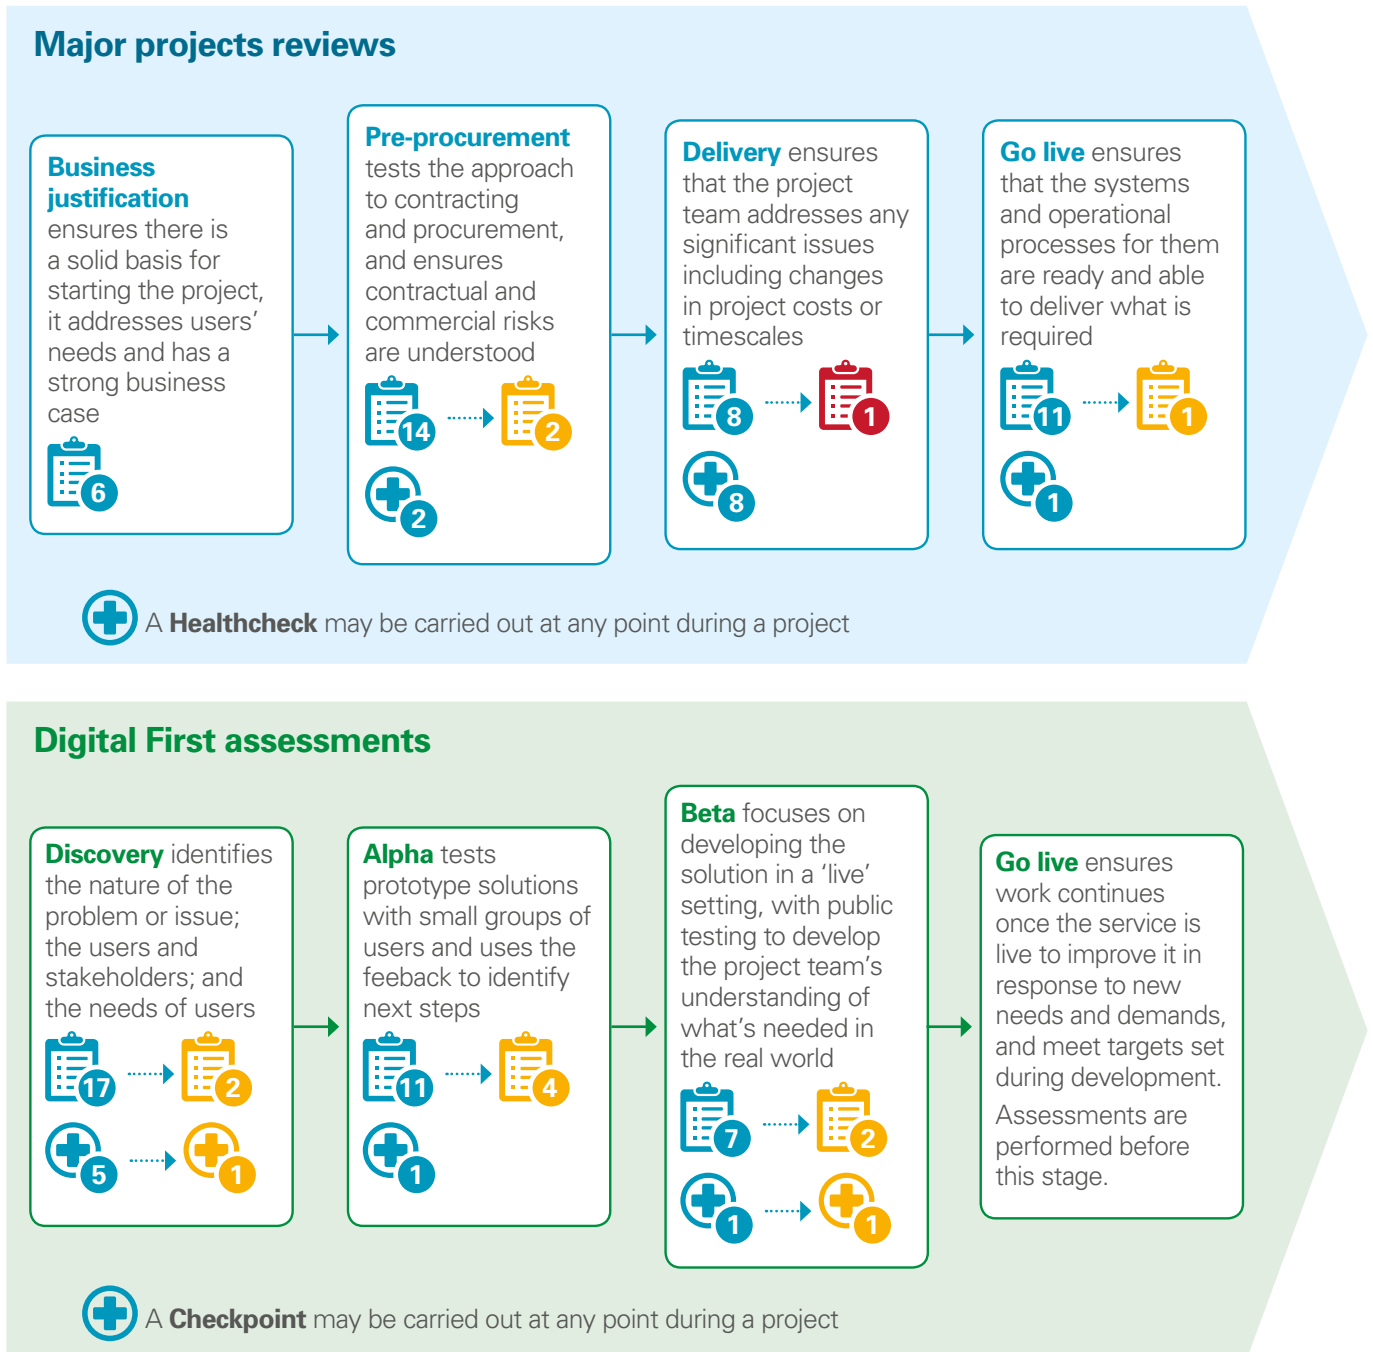 Major projects reviews
Business
justification
ensures there is
a solid basis for
starting the project,
it addresses users’
needs and has a
strong business
case
6
Pre-procurement
tests the approach
to contracting
and procurement,
and ensures
contractual and
commercial risks
are understood
14
2
2
Delivery ensures
that the project
team addresses any
significant issues
including changes
in project costs or
timescales
8
1
8
Go live ensures
that the systems
and operational
processes for them
are ready and able
to deliver what is
required
11
1
1
A Healthcheck may be carried out at any point during a project
Digital First assessments
Discovery identifies
the nature of the
problem or issue;
the users and
stakeholders; and
the needs of users
17
2
5
1
Alpha tests
prototype solutions
with small groups of
users and uses the
feeback to identify
next steps
11
4
1
Beta focuses on
developing the
solution in a ‘live’
setting, with public
testing to develop
the project team’s
understanding of
what’s needed in
the real world
7
2
1
1
Go live ensures
work continues
once the service is
live to improve it in
response to new
needs and demands,
and meet targets set
during development.
Assessments are
performed before
this stage.
A Checkpoint may be carried out at any point during a project